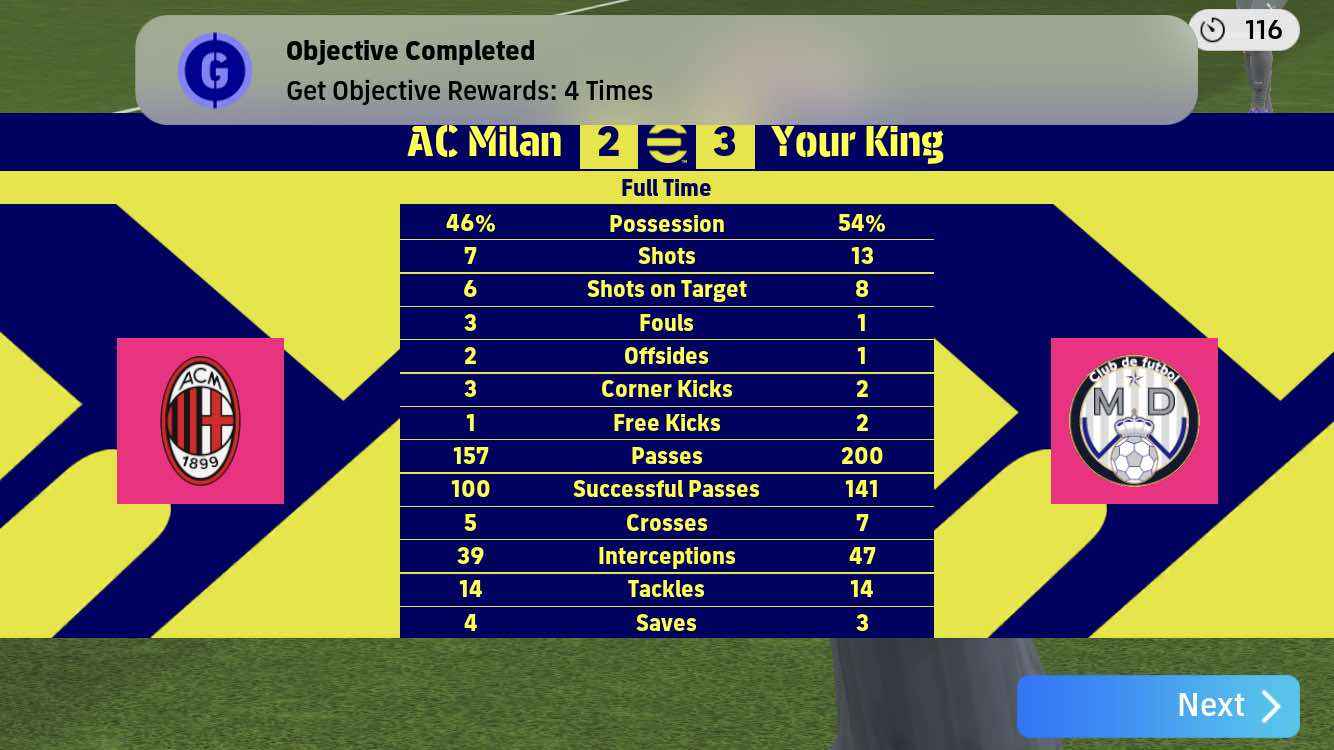 Objective Completed
Get Objective Rewards: 4 Times
116
AC Milan 2 3 Your King
Full Time
46% Possession 54%
7 Shots 13
6 Shots on Target 8
3 Fouls 1
2 Offsides 1
3 Corner Kicks 2
1 Free Kicks 2
157 Passes 200
100 Successful Passes 141
5 Crosses 7
39 Interceptions 47
14 Tackles 14
4 Saves 3
ACM
1899
Club de futbol
M D
Next